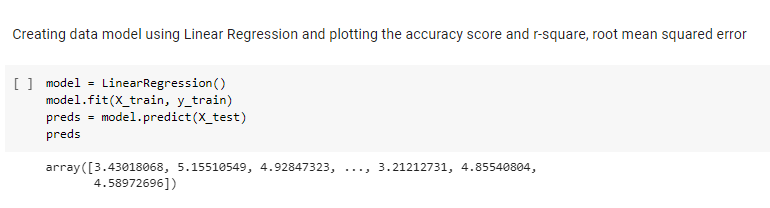 Creating data model using Linear Regression and plotting the accuracy score and r-square, root mean squared error
[ ] model = LinearRegression()
model.fit(X_train, y_train)
preds = model.predict(X_test)
preds
array([3.43018068, 5.15510549, 4.92847323, ..., 3.21212731, 4.85540804,
4.58972696])